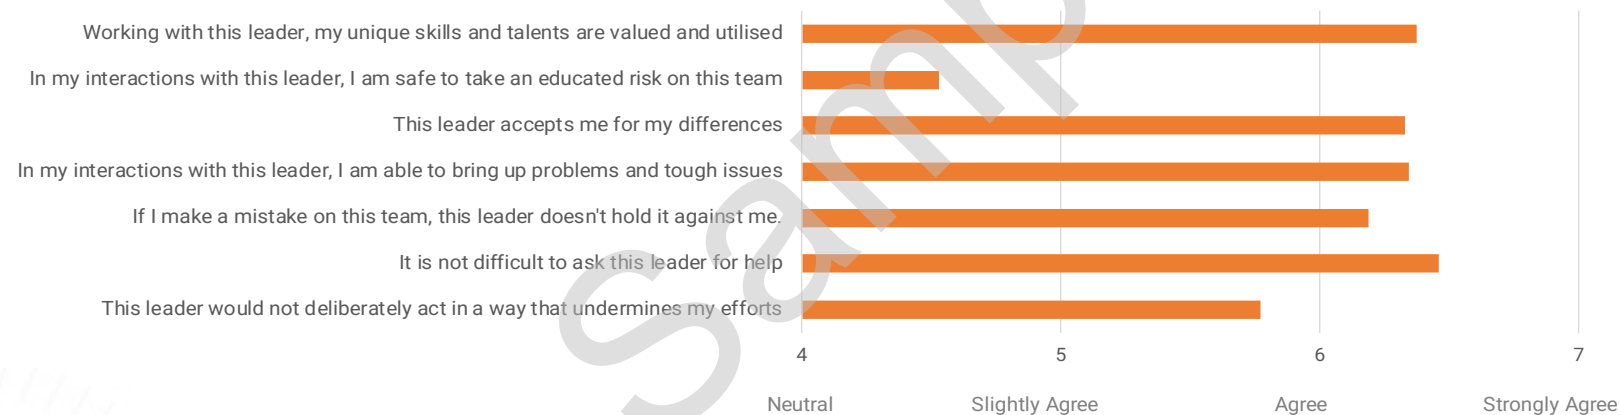 Working with this leader, my unique skills and talents are valued and utilised
In my interactions with this leader, I am safe to take an educated risk on this team
This leader accepts me for my differences
In my interactions with this leader, I am able to bring up problems and tough issues
If I make a mistake on this team, this leader doesn't hold it against me.
It is not difficult to ask this leader for help
This leader would not deliberately act in a way that undermines my efforts
4 5 6 7
Neutral Slightly Agree Agree Strongly Agree